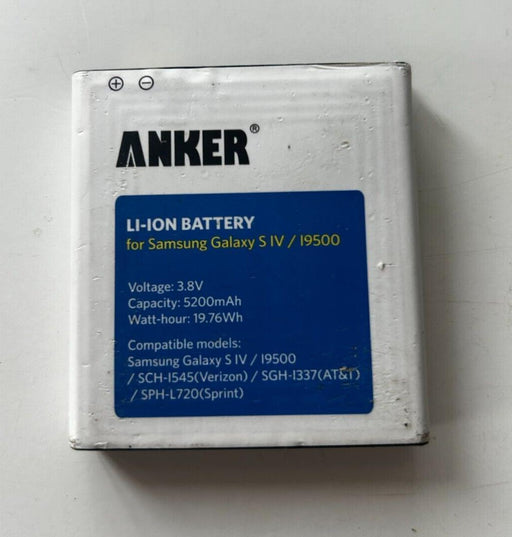 ⊕ ⊖
ANKER®
LI-ION BATTERY
for Samsung Galaxy S IV / I9500
Voltage: 3.8V
Capacity: 5200mAh
Watt-hour: 19.76Wh
Compatible models:
Samsung Galaxy S IV / I9500
/ SCH-I545(Verizon) / SGH-I337(AT&T)
/ SPH-L720(Sprint)